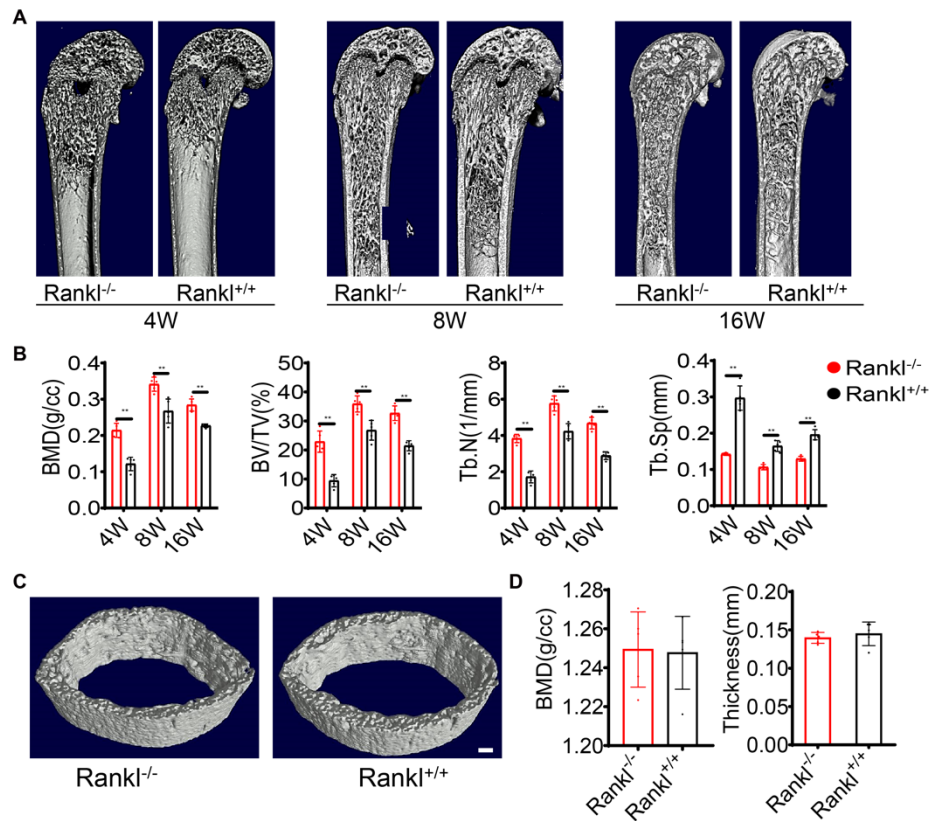 A
Rankl-/- Rankl+/+ Rankl-/- Rankl+/+ Rankl-/- Rankl+/+
4W 8W 16W
B
BMD(g/cc)
0.4
0.3
0.2
0.1
0.0
** ** **
4W 8W 16W
BV/TV(%)
50
40
30
20
10
0
** ** **
4W 8W 16W
Tb.N(1/mm)
8
6
4
2
0
** ** **
4W 8W 16W
Tb.Sp(mm)
0.4
0.3
0.2
0.1
0.0
** ** **
4W 8W 16W
Rankl-/-
Rankl+/+
C
Rankl-/- Rankl+/+
D
BMD(g/cc)
1.28
1.26
1.24
1.22
1.20
Rankl-/- Rankl+/+
Thickness(mm)
0.20
0.15
0.10
0.05
0.00
Rankl-/- Rankl+/+